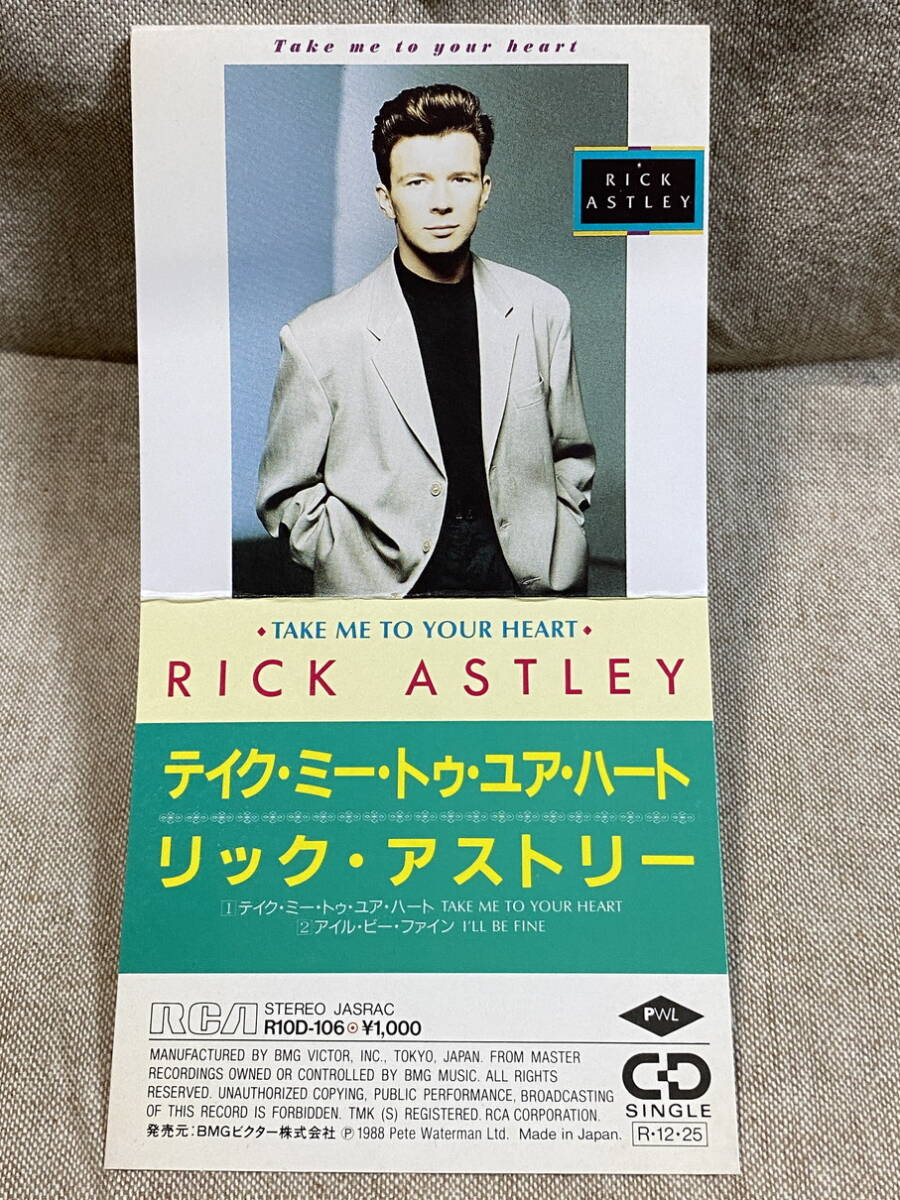 Take me to your heart
RICK
ASTLEY
◆TAKE ME TO YOUR HEART◆
RICK ASTLEY
テイク・ミー・トゥ・ユア・ハート
リック・アストリー
1 テイク・ミー・トゥ・ユア・ハート TAKE ME TO YOUR HEART
2 アイル・ビー・ファイン I'LL BE FINE
RCA STEREO JASRAC
R10D-106 ¥1,000
PWL
MANUFACTURED BY BMG VICTOR, INC., TOKYO, JAPAN. FROM MASTER
RECORDINGS OWNED OR CONTROLLED BY BMG MUSIC. ALL RIGHTS
RESERVED. UNAUTHORIZED COPYING, PUBLIC PERFORMANCE, BROADCASTING
OF THIS RECORD IS FORBIDDEN. TMK (S) REGISTERED. RCA CORPORATION.
発売元:BMGビクター株式会社 Ⓟ 1988 Pete Waterman Ltd. Made in Japan.
CD
SINGLE
R・12・25